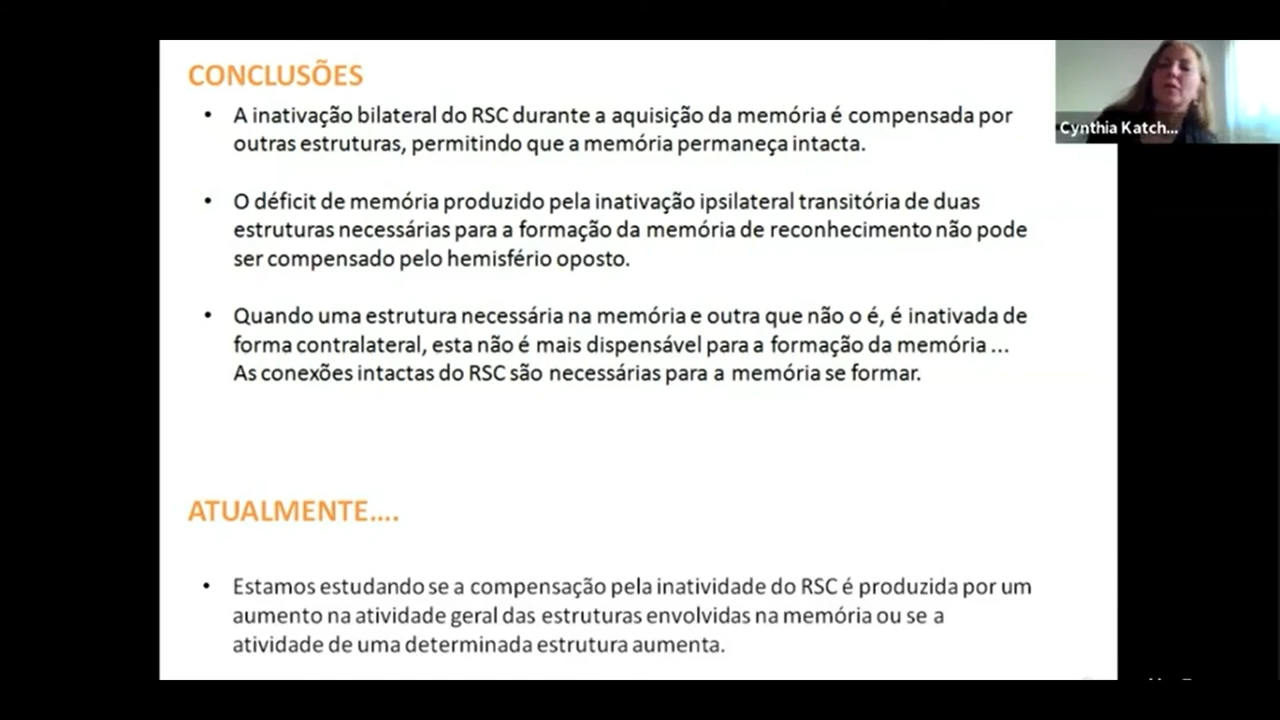 CONCLUSÕES
• A inativação bilateral do RSC durante a aquisição da memória é compensada por
outras estruturas, permitindo que a memória permaneça intacta.
• O déficit de memória produzido pela inativação ipsilateral transitória de duas
estruturas necessárias para a formação da memória de reconhecimento não pode
ser compensado pelo hemisfério oposto.
• Quando uma estrutura necessária na memória e outra que não o é, é inativada de
forma contralateral, esta não é mais dispensável para a formação da memória ...
As conexões intactas do RSC são necessárias para a memória se formar.
ATUALMENTE....
• Estamos estudando se a compensação pela inatividade do RSC é produzida por um
aumento na atividade geral das estruturas envolvidas na memória ou se a
atividade de uma determinada estrutura aumenta.
Cynthia Katch...